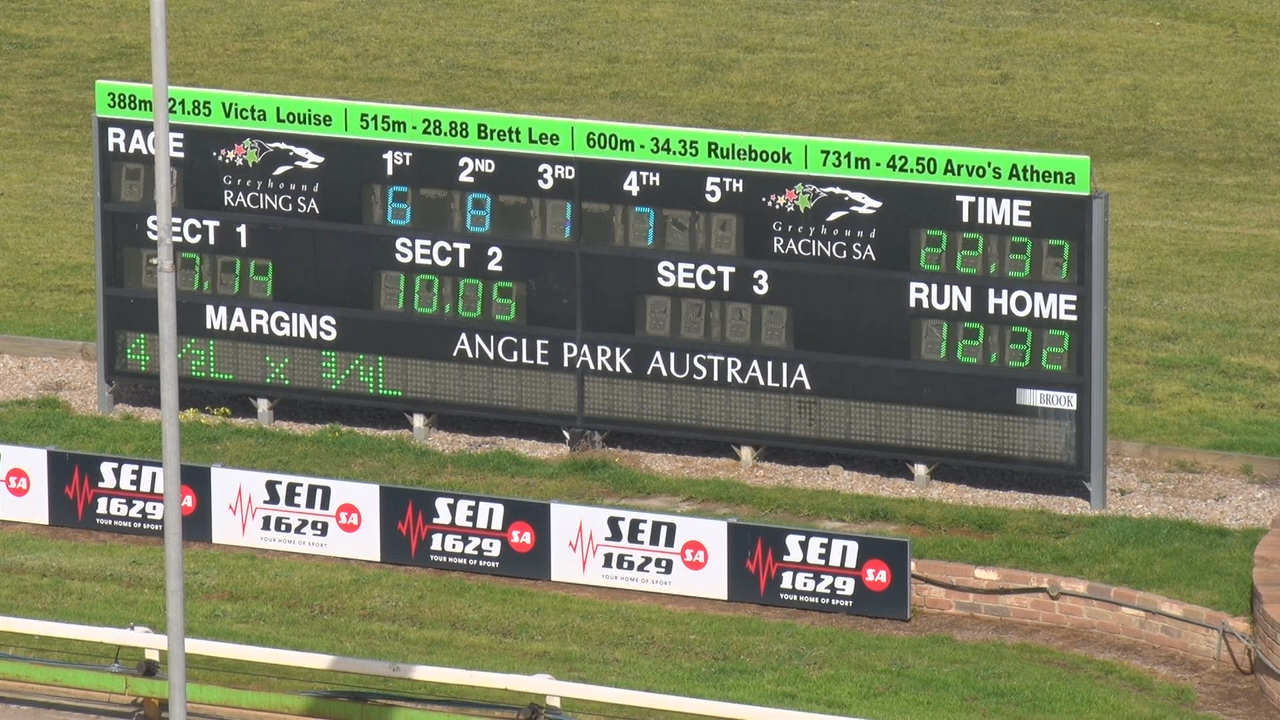 388m 21.85 Victa Louise | 515m - 28.88 Brett Lee | 600m - 34.35 Rulebook | 731m - 42.50 Arvo's Athena
RACE
Greyhound
RACING SA
1ST 2ND 3RD 4TH 5TH
6 8 1 7
Greyhound
RACING SA
TIME
22.37
SECT 1
7.14
SECT 2
10.05
SECT 3
RUN HOME
12.32
MARGINS
4 1/2L X 3/4L
ANGLE PARK AUSTRALIA
BROOK
SA
SEN
1629
A
YOUR HOME OF SPORT
SEN
1629
SA
YOUR HOME OF SPORT
SEN
1629
SA
YOUR HOME OF SPORT
SEN
1629
SA
YOUR HOME OF SPORT
SEN
1629
SA
YOUR HOME OF SPORT